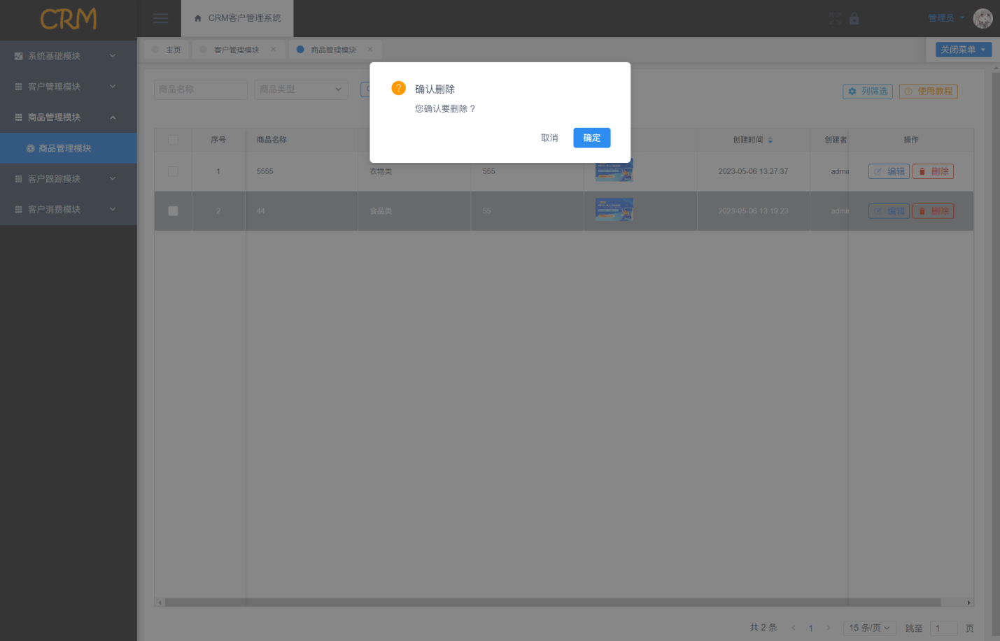 CRM
CRM客户管理系统
管理员
系统基础模块
客户管理模块
商品管理模块
商品管理模块
客户跟踪模块
客户消费模块
主页
客户管理模块
商品管理模块
关闭菜单
商品名称
商品类型
列筛选
使用教程
确认删除
您确认要删除？
取消
确定
序号
商品名称
创建时间
创建者
操作
1
5555
衣物类
555
2023-05-06 13:27:37
admi
编辑
删除
2
44
食品类
55
2023-05-06 13:19:23
admi
编辑
删除
共 2 条
1
15 条/页
跳至
1
页